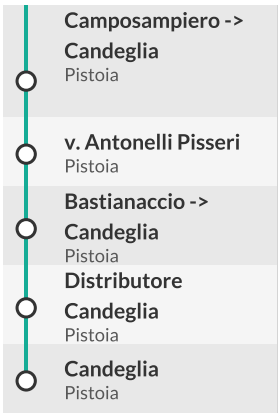 Camposampiero ->
Candeglia
Pistoia
v. Antonelli Pisseri
Pistoia
Bastianaccio ->
Candeglia
Pistoia
Distributore
Candeglia
Pistoia
Candeglia
Pistoia